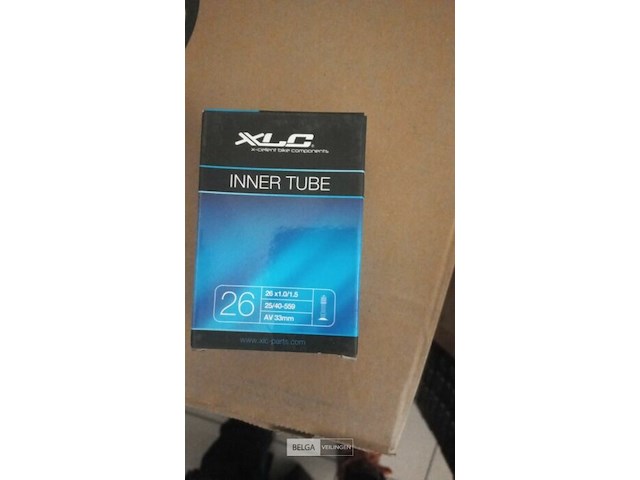 XLC
x-cellent bike components
INNER TUBE
26
26 x1.0/1.5
25/40-559
AV 33mm
www.xlc-parts.com
BELGA VEILINGEN